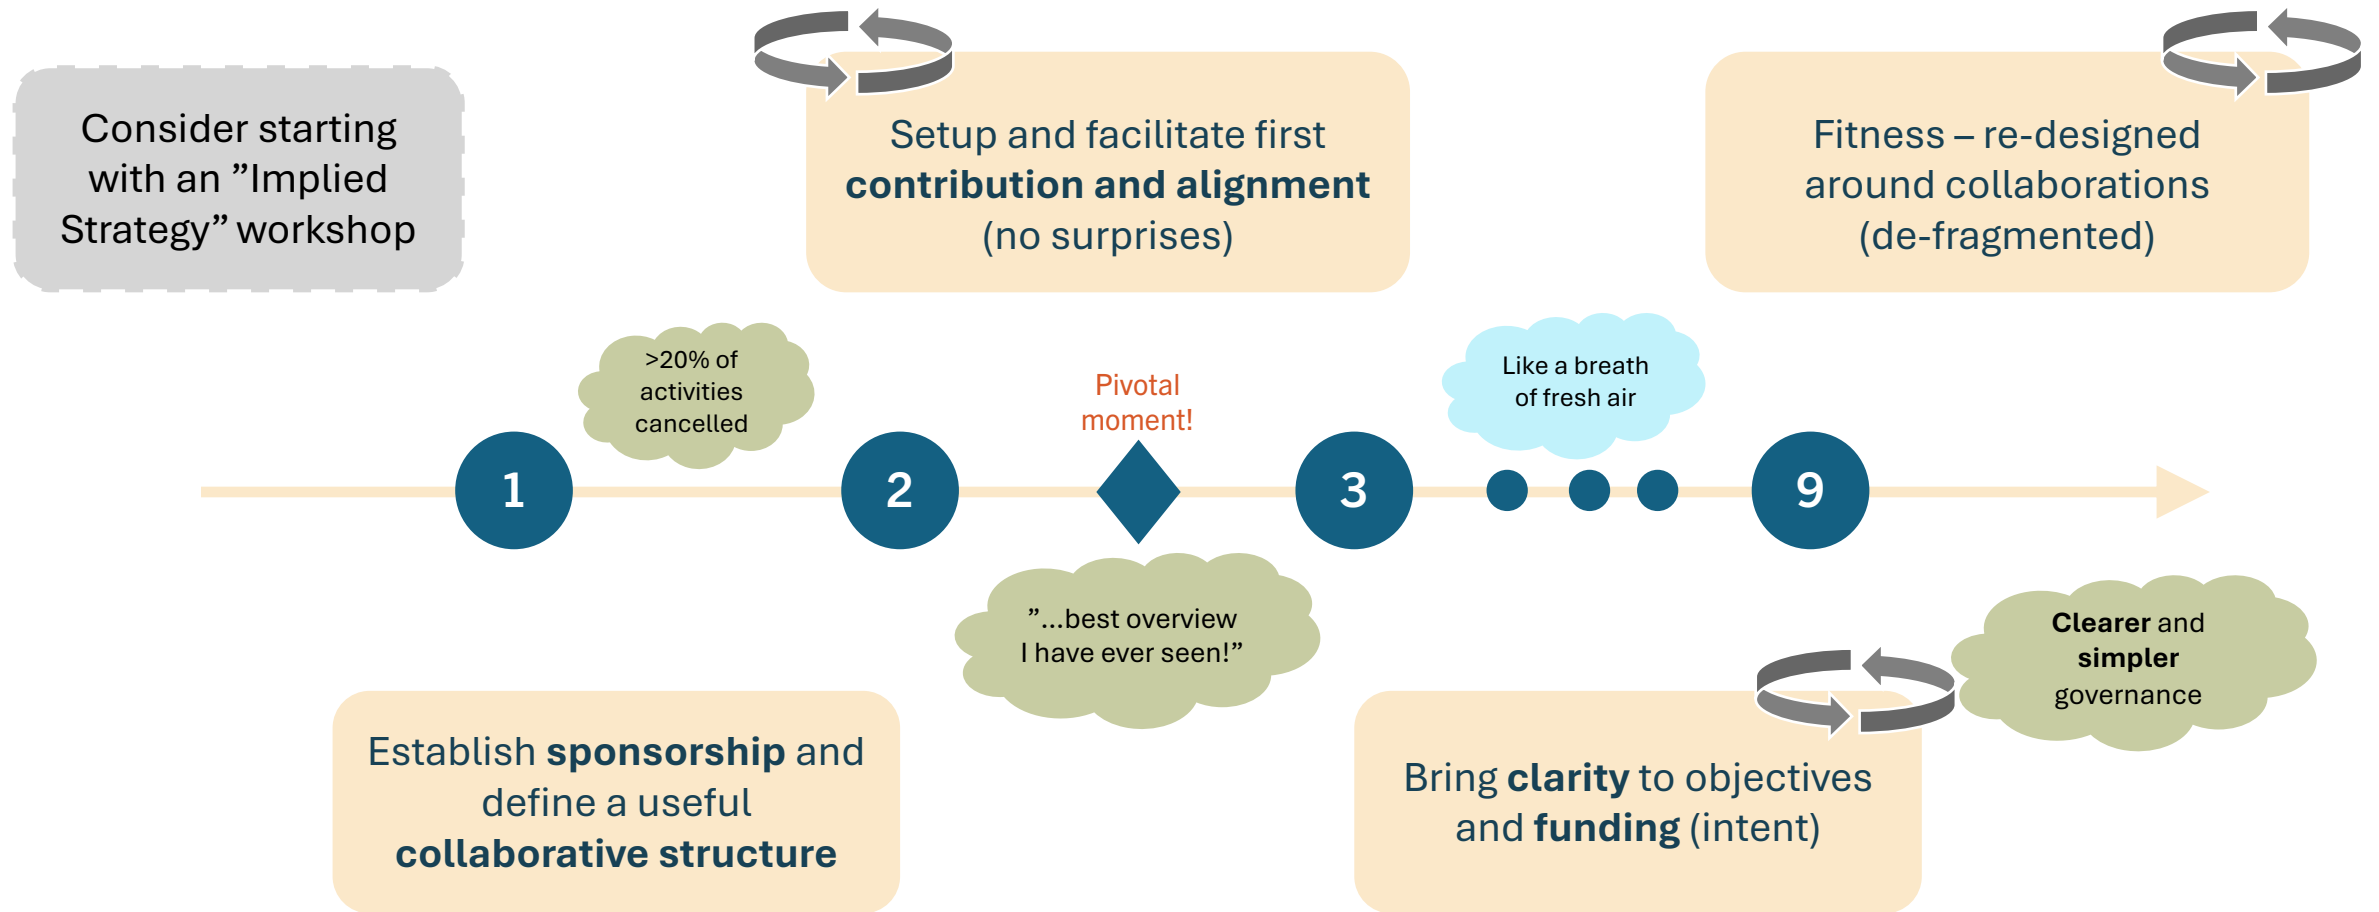 Consider starting
with an ”Implied
Strategy” workshop
Setup and facilitate first
contribution and alignment
(no surprises)
Fitness – re-designed
around collaborations
(de-fragmented)
>20% of
activities
cancelled
Pivotal
moment!
Like a breath
of fresh air
1
2
3
9
”...best overview
I have ever seen!”
Clearer and
simpler
governance
Establish sponsorship and
define a useful
collaborative structure
Bring clarity to objectives
and funding (intent)